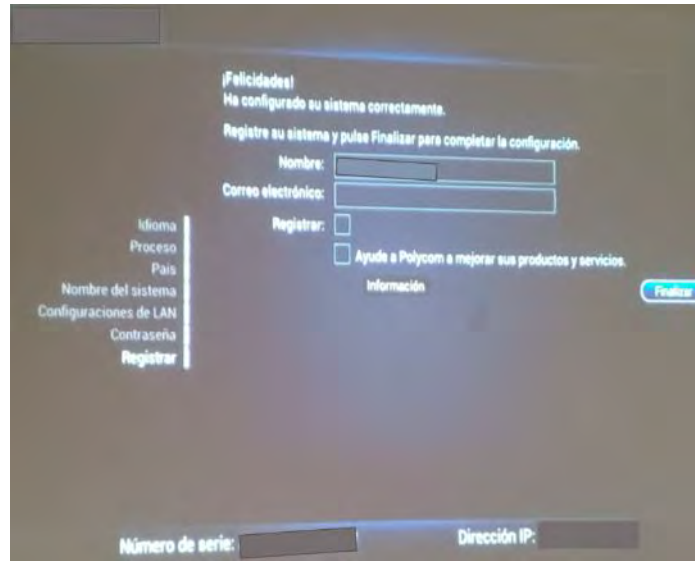 ¡Felicidades!
Ha configurado su sistema correctamente.
Registre su sistema y pulse Finalizar para completar la configuración.
Nombre:
Correo electrónico:
Registrar:
Ayude a Polycom a mejorar sus productos y servicios.
Información
Finalizar
Idioma
Proceso
País
Nombre del sistema
Configuraciones de LAN
Contraseña
Registrar
Número de serie:
Dirección IP: